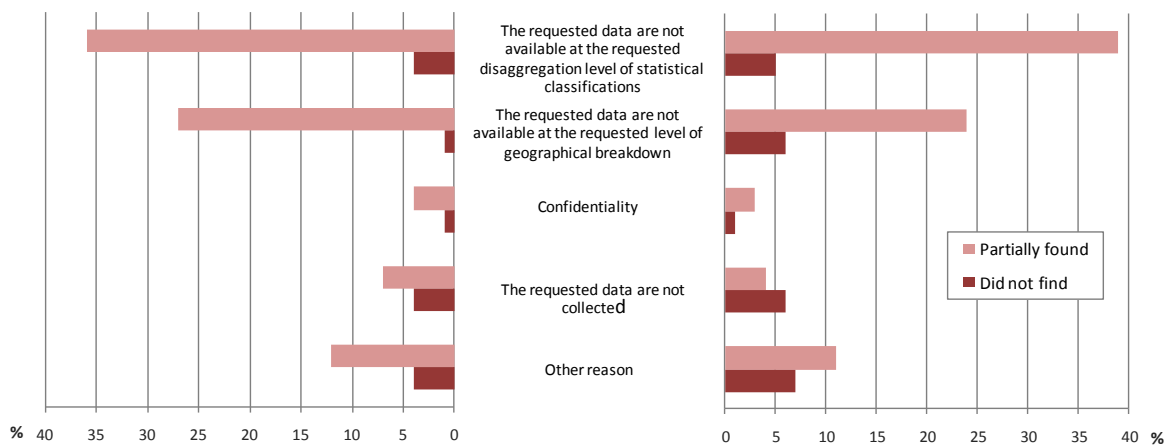 The requested data are not
available at the requested
disaggregation level of statistical
classifications
The requested data are not
available at the requested level of
geographical breakdown
Confidentiality
The requested data are not
collected
Other reason
Partially found
Did not find
% 40 35 30 25 20 15 10 5 0
0 5 10 15 20 25 30 35 40 %